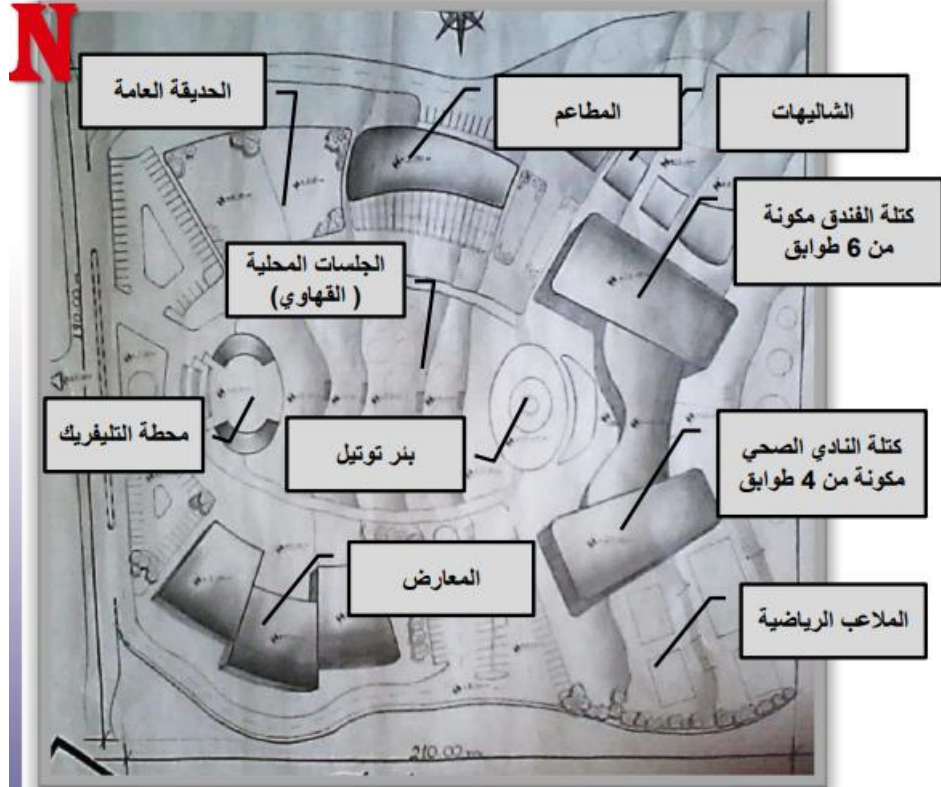 N
الحديقة العامة
المطاعم
الشاليهات
كتلة الفندق مكونة
من 6 طوابق
الجلسات المحلية
( القهاوي)
محطة التليفريك
بئر توتيل
كتلة النادي الصحي
مكونة من 4 طوابق
المعارض
الملاعب الرياضية
210.00m